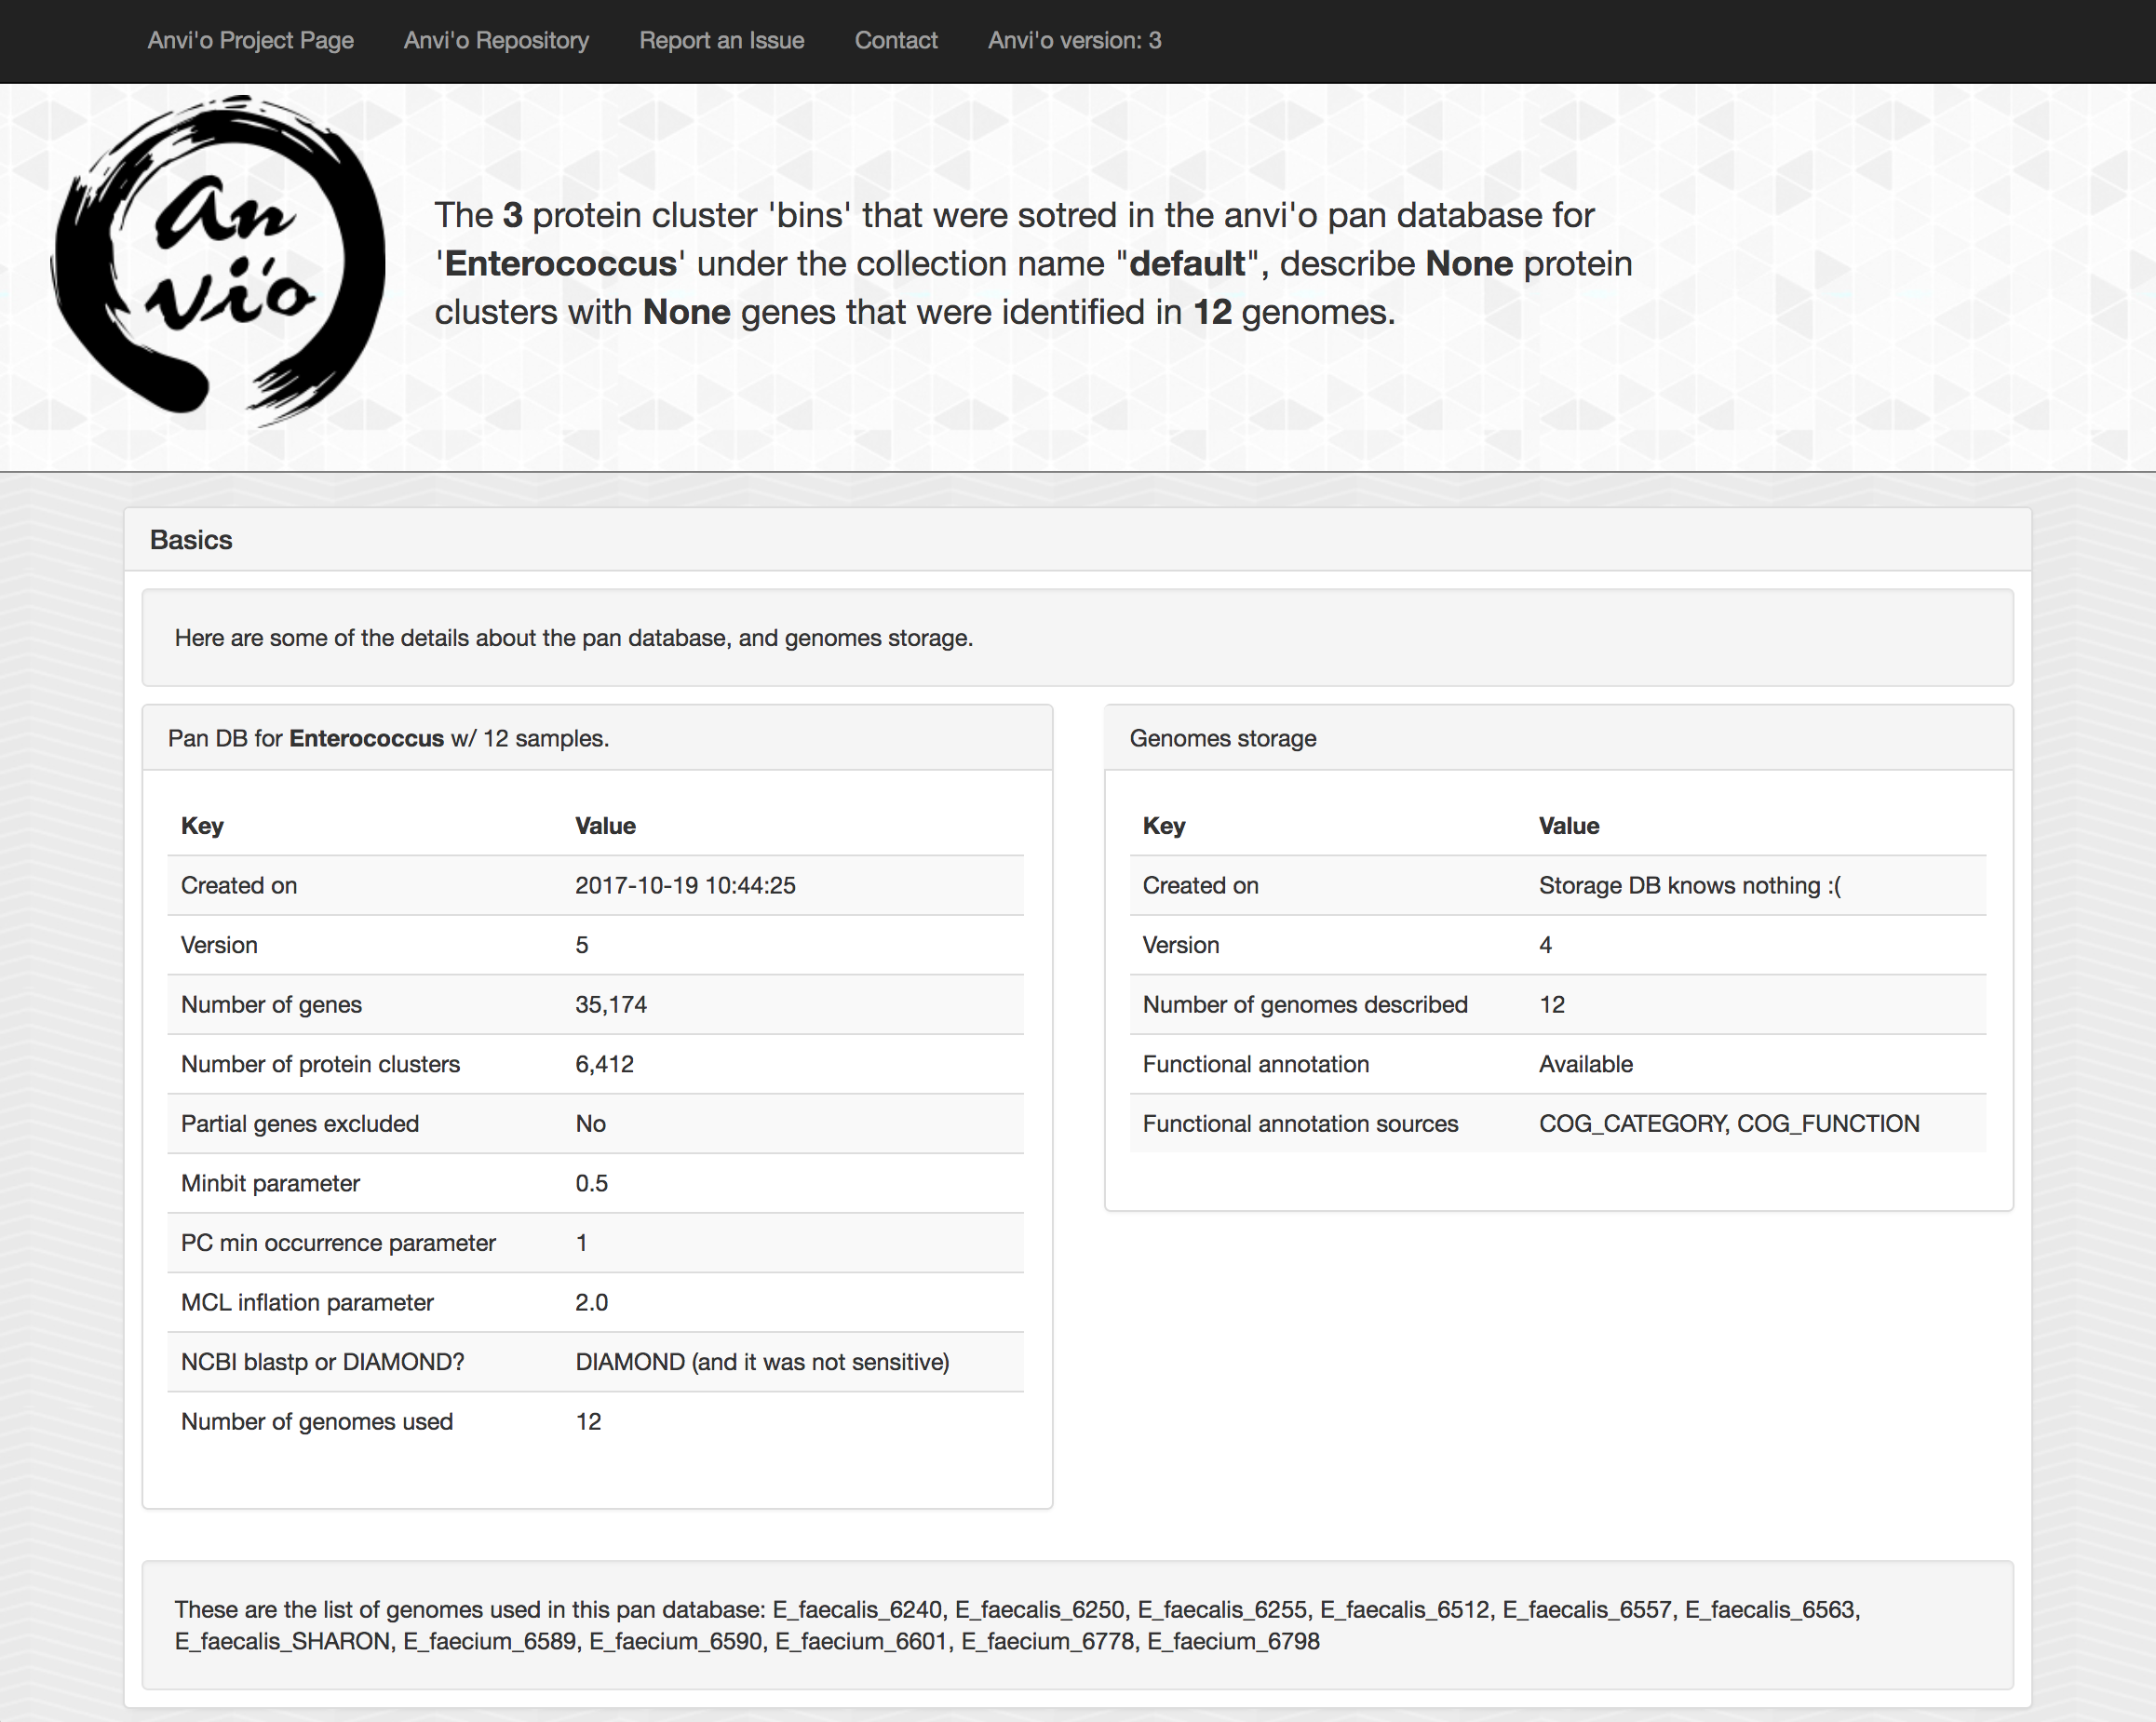 Anvi'o Project Page Anvi'o Repository Report an Issue Contact Anvi'o version: 3
an
vi'o
The 3 protein cluster 'bins' that were sotred in the anvi'o pan database for
'Enterococcus' under the collection name "default", describe None protein
clusters with None genes that were identified in 12 genomes.
Basics
Here are some of the details about the pan database, and genomes storage.
Pan DB for Enterococcus w/ 12 samples.
Key Value
Created on 2017-10-19 10:44:25
Version 5
Number of genes 35,174
Number of protein clusters 6,412
Partial genes excluded No
Minbit parameter 0.5
PC min occurrence parameter 1
MCL inflation parameter 2.0
NCBI blastp or DIAMOND? DIAMOND (and it was not sensitive)
Number of genomes used 12
Genomes storage
Key Value
Created on Storage DB knows nothing :(
Version 4
Number of genomes described 12
Functional annotation Available
Functional annotation sources COG_CATEGORY, COG_FUNCTION
These are the list of genomes used in this pan database: E_faecalis_6240, E_faecalis_6250, E_faecalis_6255, E_faecalis_6512, E_faecalis_6557, E_faecalis_6563,
E_faecalis_SHARON, E_faecium_6589, E_faecium_6590, E_faecium_6601, E_faecium_6778, E_faecium_6798